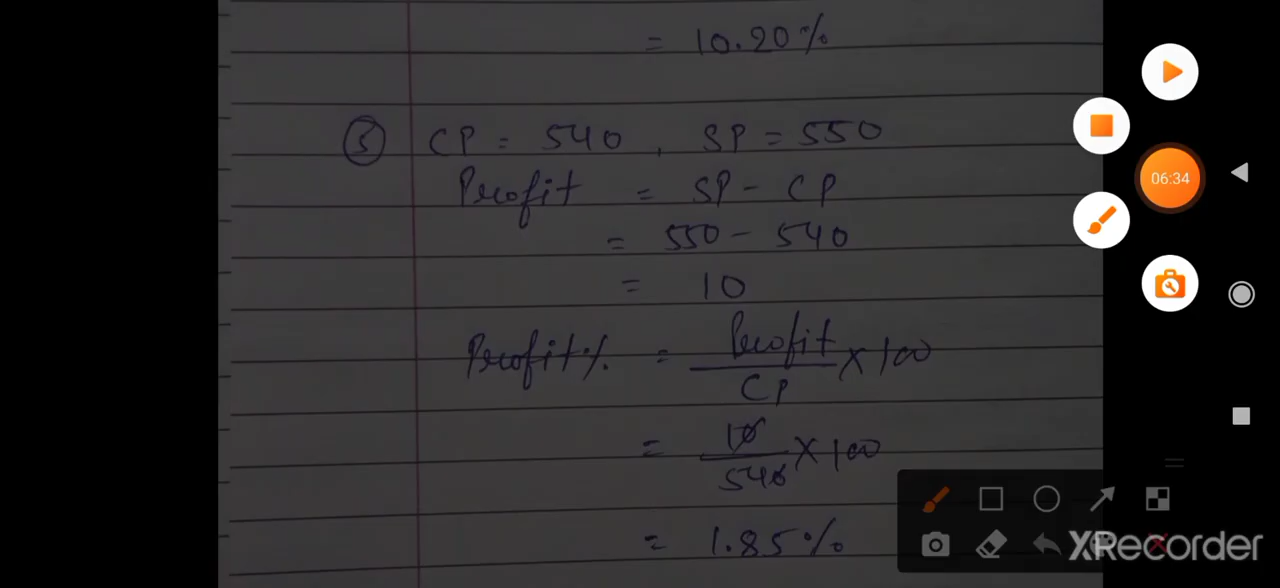 = 10.20%
③ CP = 540, SP = 550
Profit = SP - CP
= 550 - 540
= 10
Profit% = Profit/CP × 100
= 10/540 × 100
= 1.85%
06:34
XRecorder